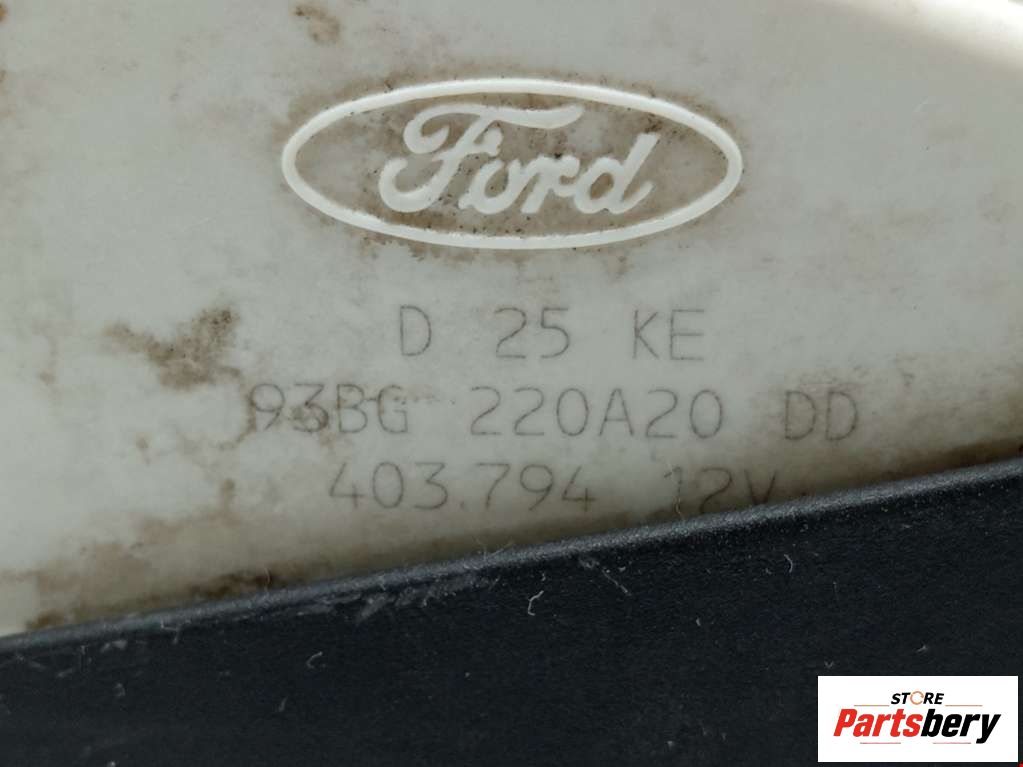 Ford
D 25 KE
93BG 220A20 DD
403.794 12V
STORE
Partsbery